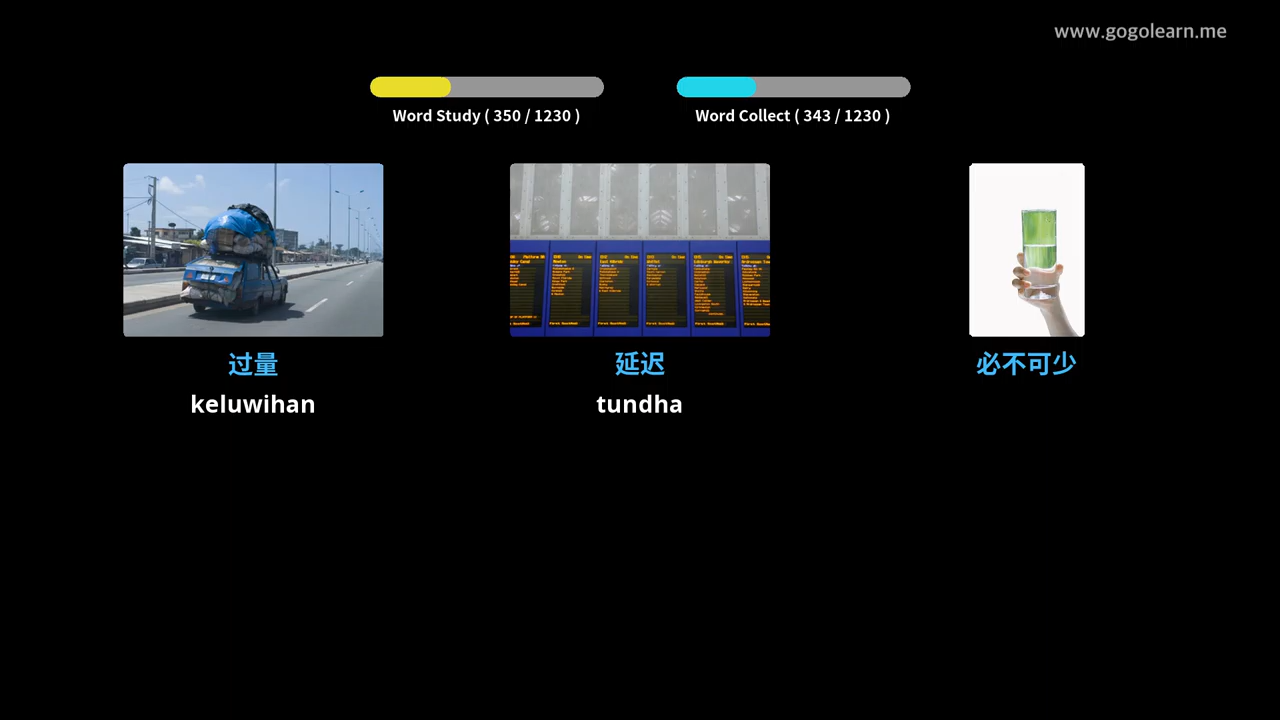 www.gogolearn.me
Word Study ( 350 / 1230 )
Word Collect ( 343 / 1230 )
过量
延迟
必不可少
keluwihan
tundha